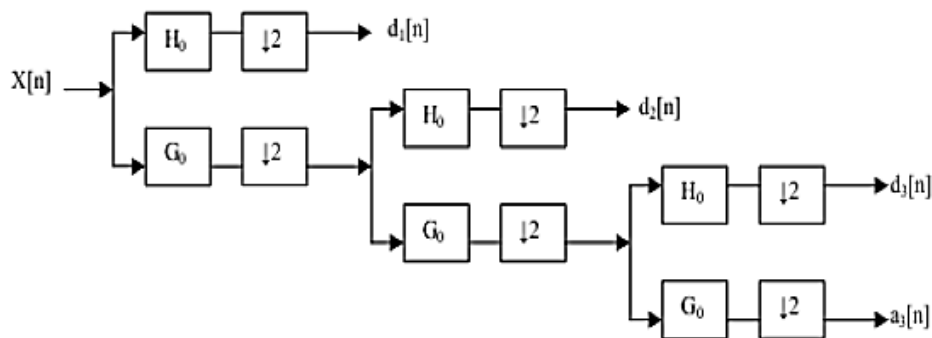 H₀ ↓2 d₁[n]
X[n]
H₀ ↓2 d₂[n]
G₀ ↓2
H₀ ↓2 d₃[n]
G₀ ↓2
G₀ ↓2 a₃[n]